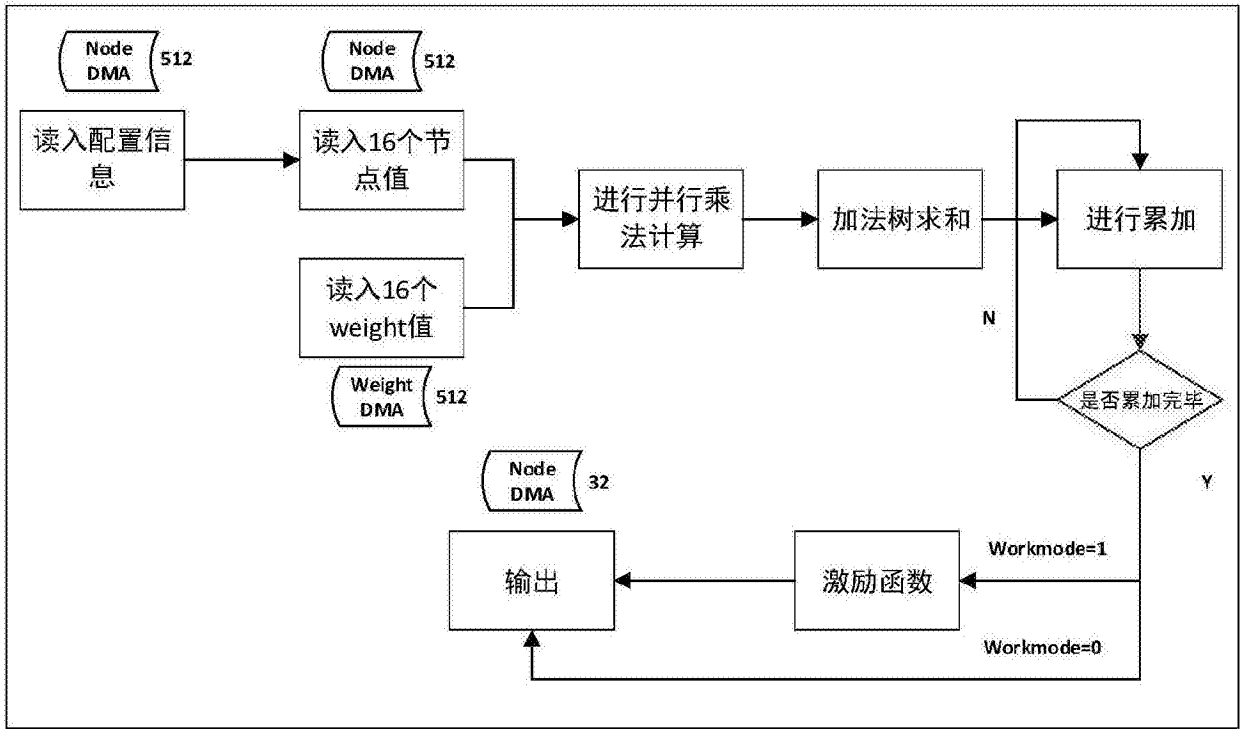 Node
DMA
512
Node
DMA
512
读入配置信
息
读入16个节
点值
进行并行乘
法计算
加法树求和
进行累加
读入16个
weight值
N
Weight
DMA
512
是否累加完毕
Node
DMA
32
Y
Workmode=1
输出
激励函数
Workmode=0